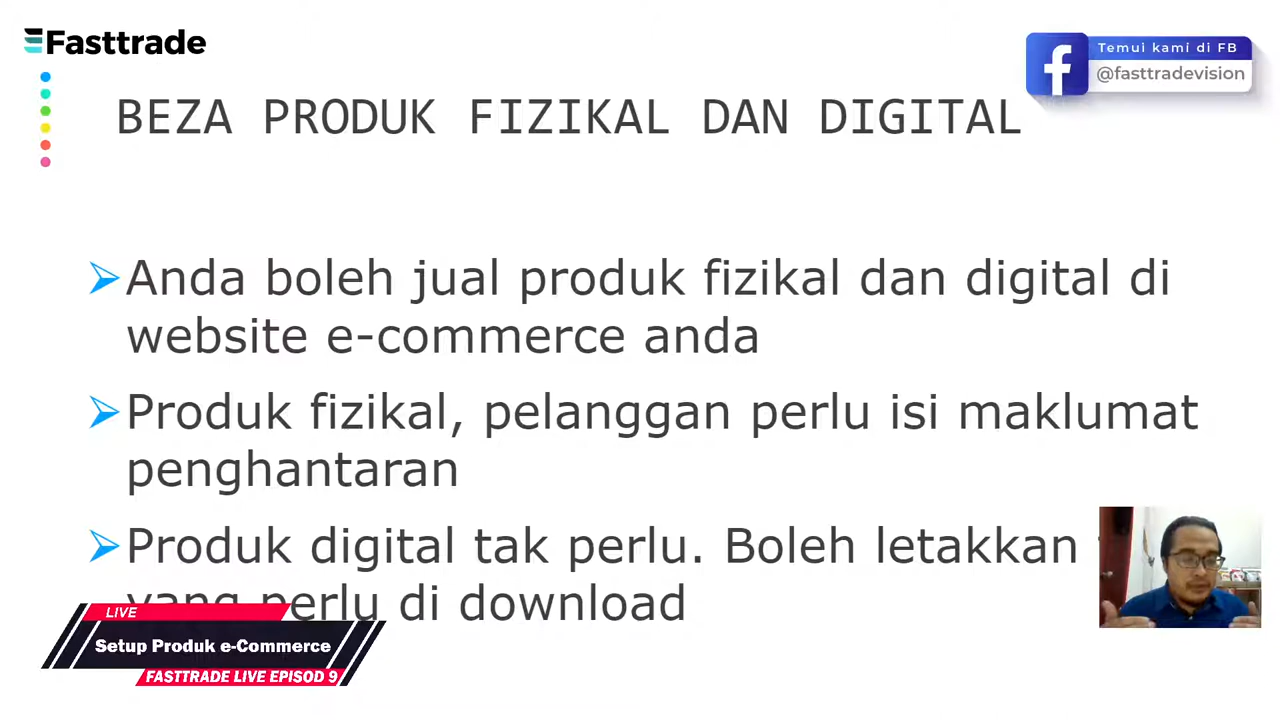 Fasttrade
Temui kami di FB
@fasttradevision
BEZA PRODUK FIZIKAL DAN DIGITAL
Anda boleh jual produk fizikal dan digital di
website e-commerce anda
Produk fizikal, pelanggan perlu isi maklumat
penghantaran
Produk digital tak perlu. Boleh letakkan
yang perlu di download
LIVE
Setup Produk e-Commerce
FASTTRADE LIVE EPISOD 9